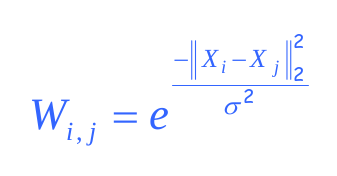 W_{i,j} = e^{\frac{-\|X_i - X_j\|_2^2}{\sigma^2}}